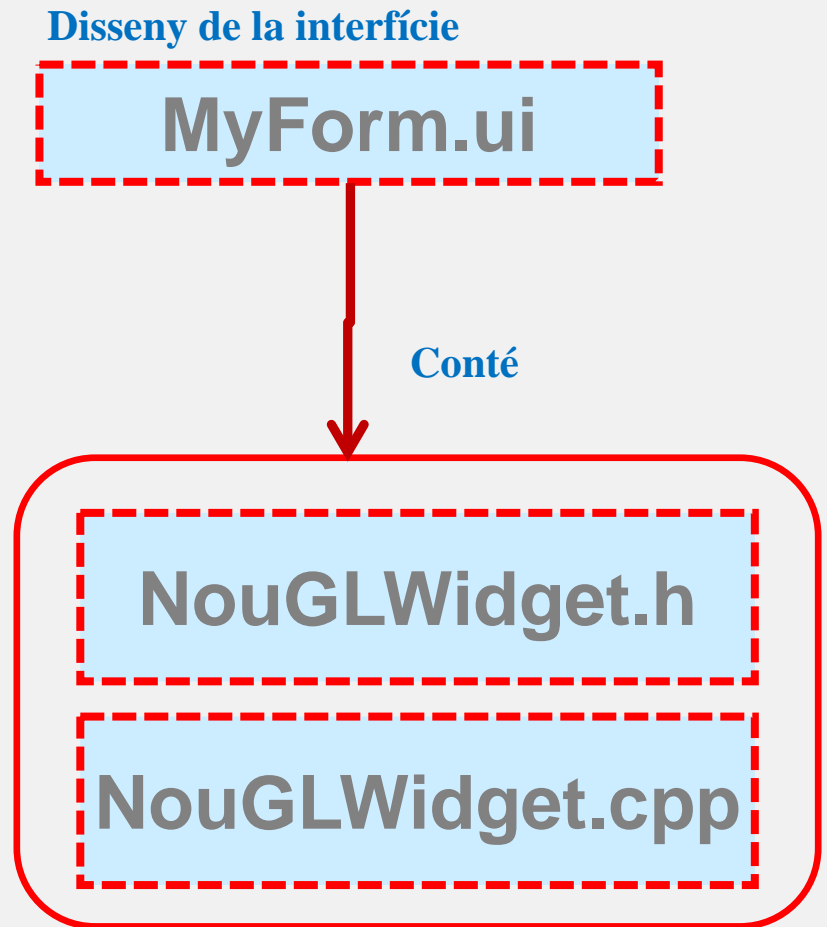 Disseny de la interfície
MyForm.ui
Conté
NouGLWidget.h
NouGLWidget.cpp